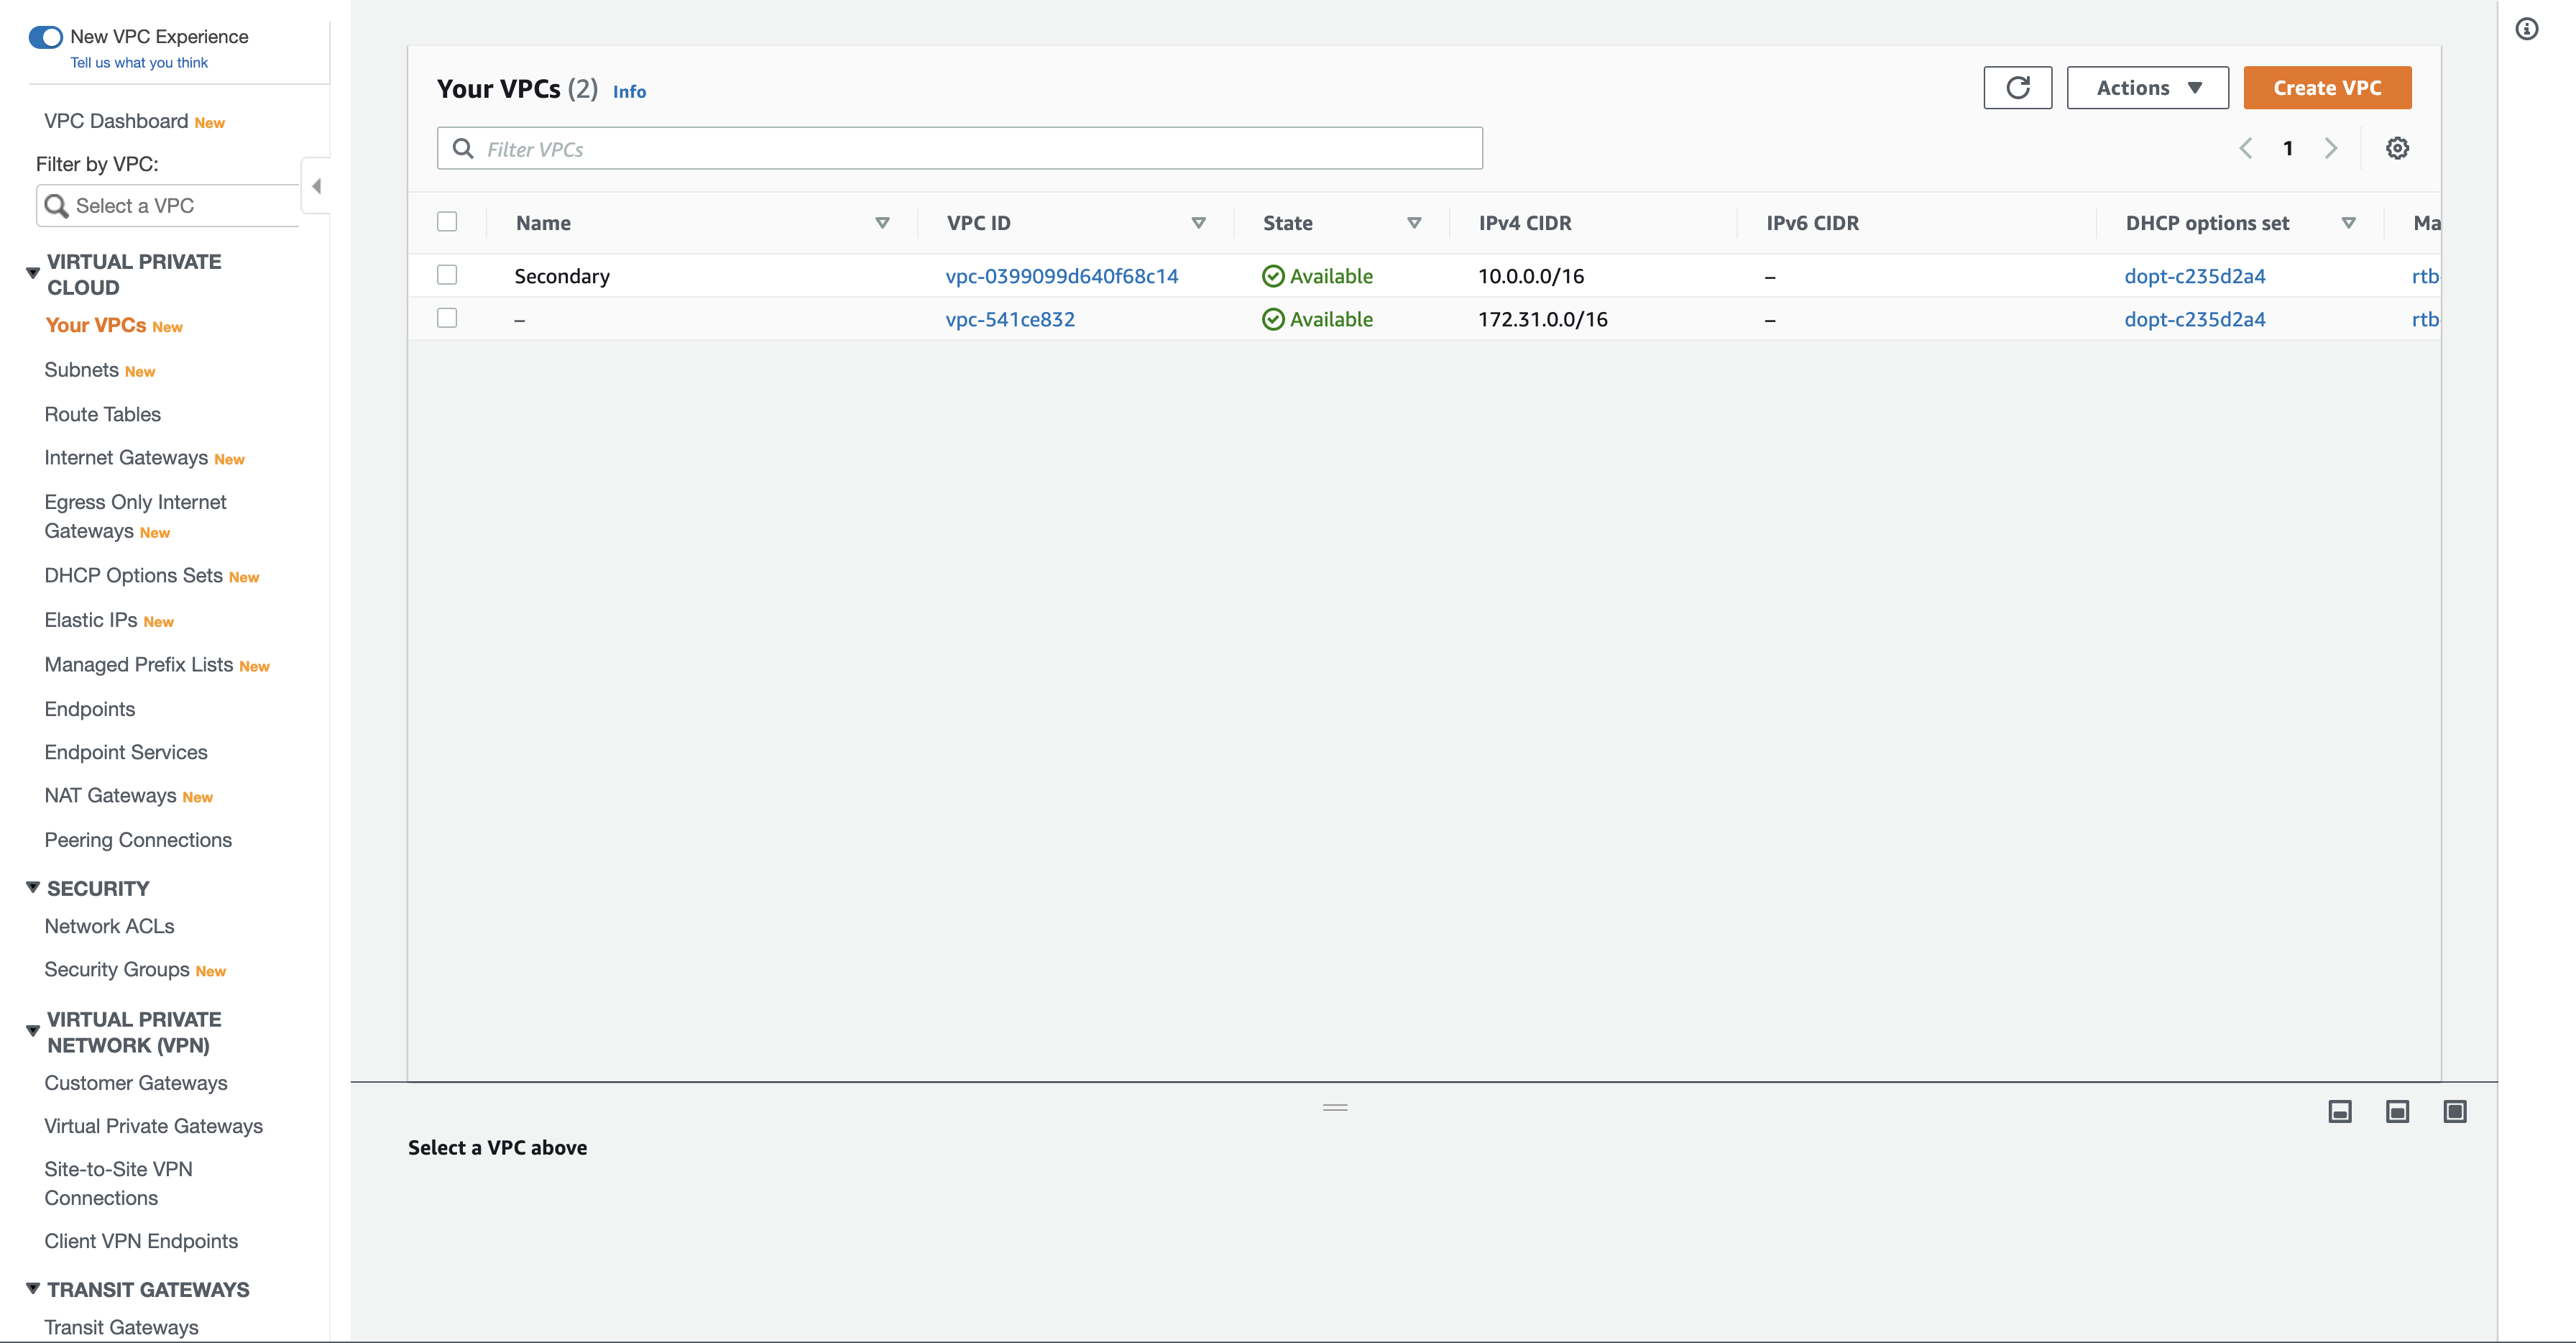 New VPC Experience
Tell us what you think
VPC Dashboard New
Filter by VPC:
Select a VPC
VIRTUAL PRIVATE
CLOUD
Your VPCs New
Subnets New
Route Tables
Internet Gateways New
Egress Only Internet
Gateways New
DHCP Options Sets New
Elastic IPs New
Managed Prefix Lists New
Endpoints
Endpoint Services
NAT Gateways New
Peering Connections
SECURITY
Network ACLs
Security Groups New
VIRTUAL PRIVATE
NETWORK (VPN)
Customer Gateways
Virtual Private Gateways
Site-to-Site VPN
Connections
Client VPN Endpoints
TRANSIT GATEWAYS
Transit Gateways
Your VPCs (2) Info
Actions
Create VPC
Filter VPCs
1
Name VPC ID State IPv4 CIDR IPv6 CIDR DHCP options set Ma
Secondary vpc-0399099d640f68c14 Available 10.0.0.0/16 – dopt-c235d2a4 rtb
– vpc-541ce832 Available 172.31.0.0/16 – dopt-c235d2a4 rtb
Select a VPC above